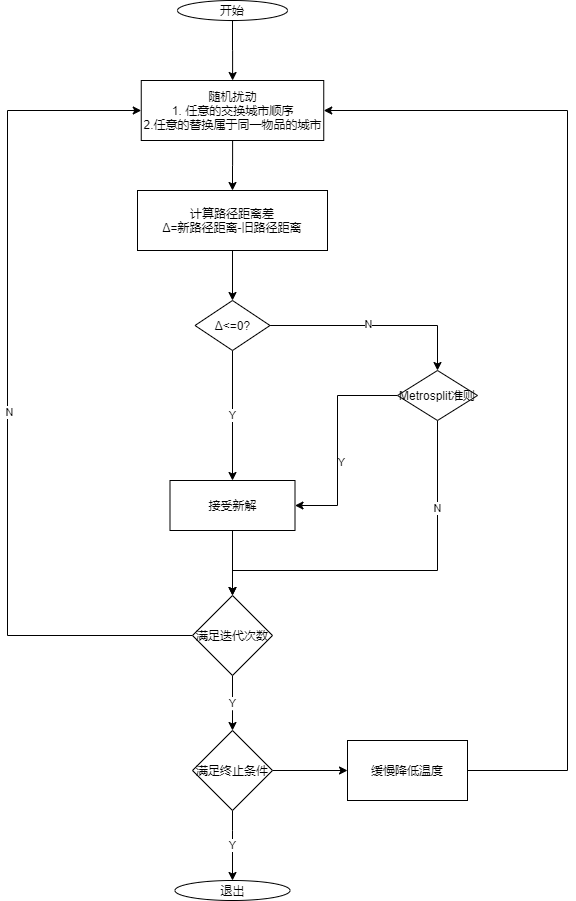 开始
随机扰动
1. 任意的交换城市顺序
2.任意的替换属于同一物品的城市
计算路径距离差
Δ=新路径距离-旧路径距离
Δ<=0?
N
Metrosplit准则
N
Y
Y
接受新解
N
满足迭代次数
Y
满足终止条件
缓慢降低温度
Y
退出